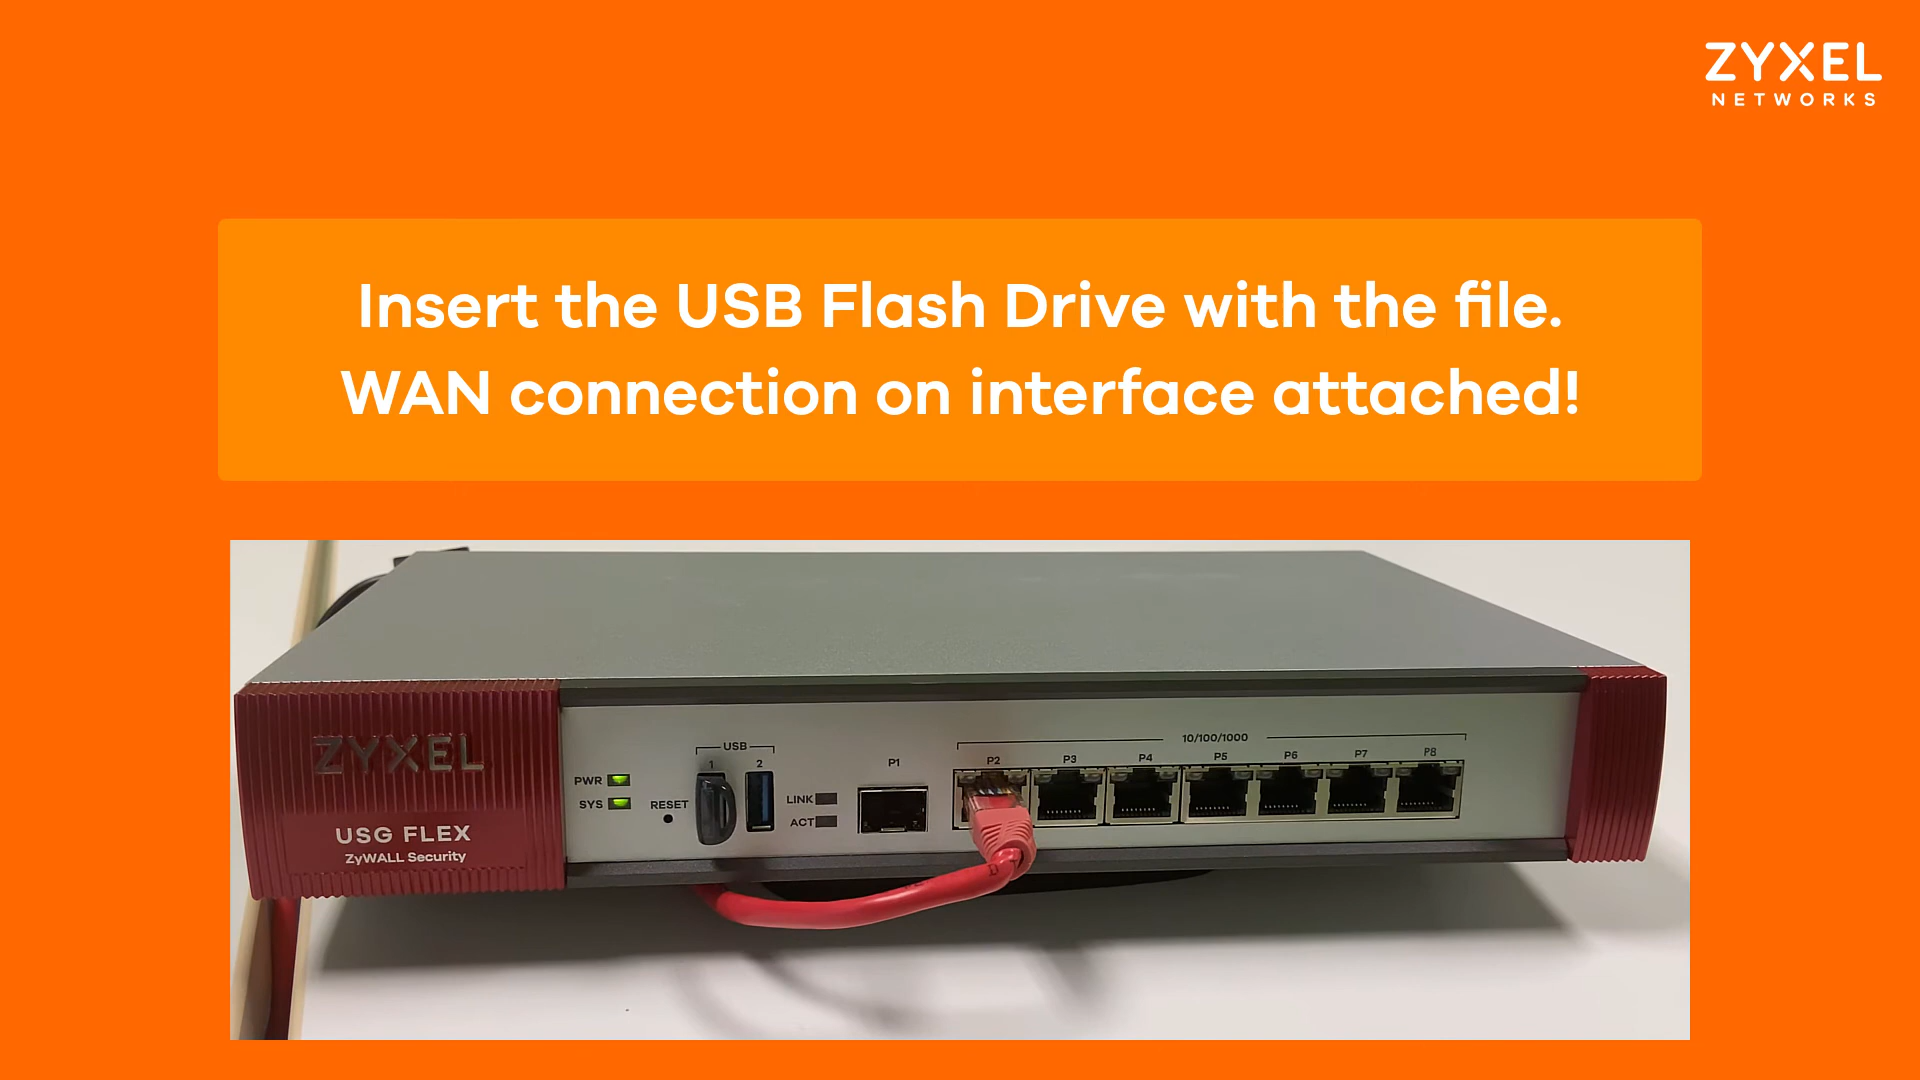 ZYXEL
NETWORKS
Insert the USB Flash Drive with the file.
WAN connection on interface attached!
ZYXEL
USG FLEX
ZyWALL Security
PWR
SYS
RESET
USB
1 2
LINK
ACT
P1
10/100/1000
P2 P3 P4 P5 P6 P7 P8